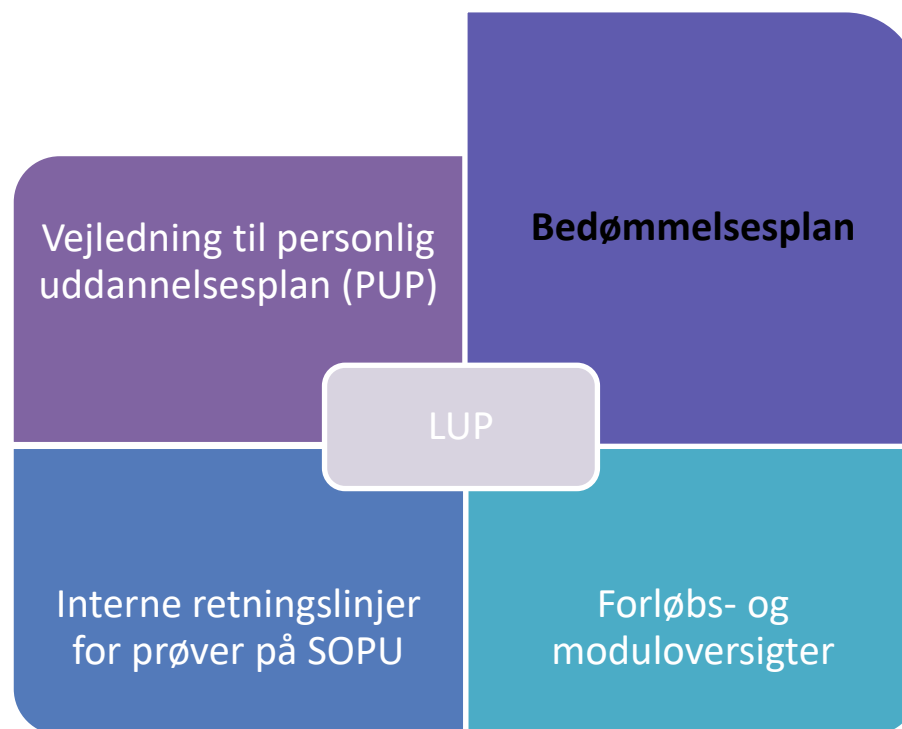 Vejledning til personlig
uddannelsesplan (PUP)
Bedømmelsesplan
LUP
Interne retningslinjer
for prøver på SOPU
Forløbs- og
moduloversigter